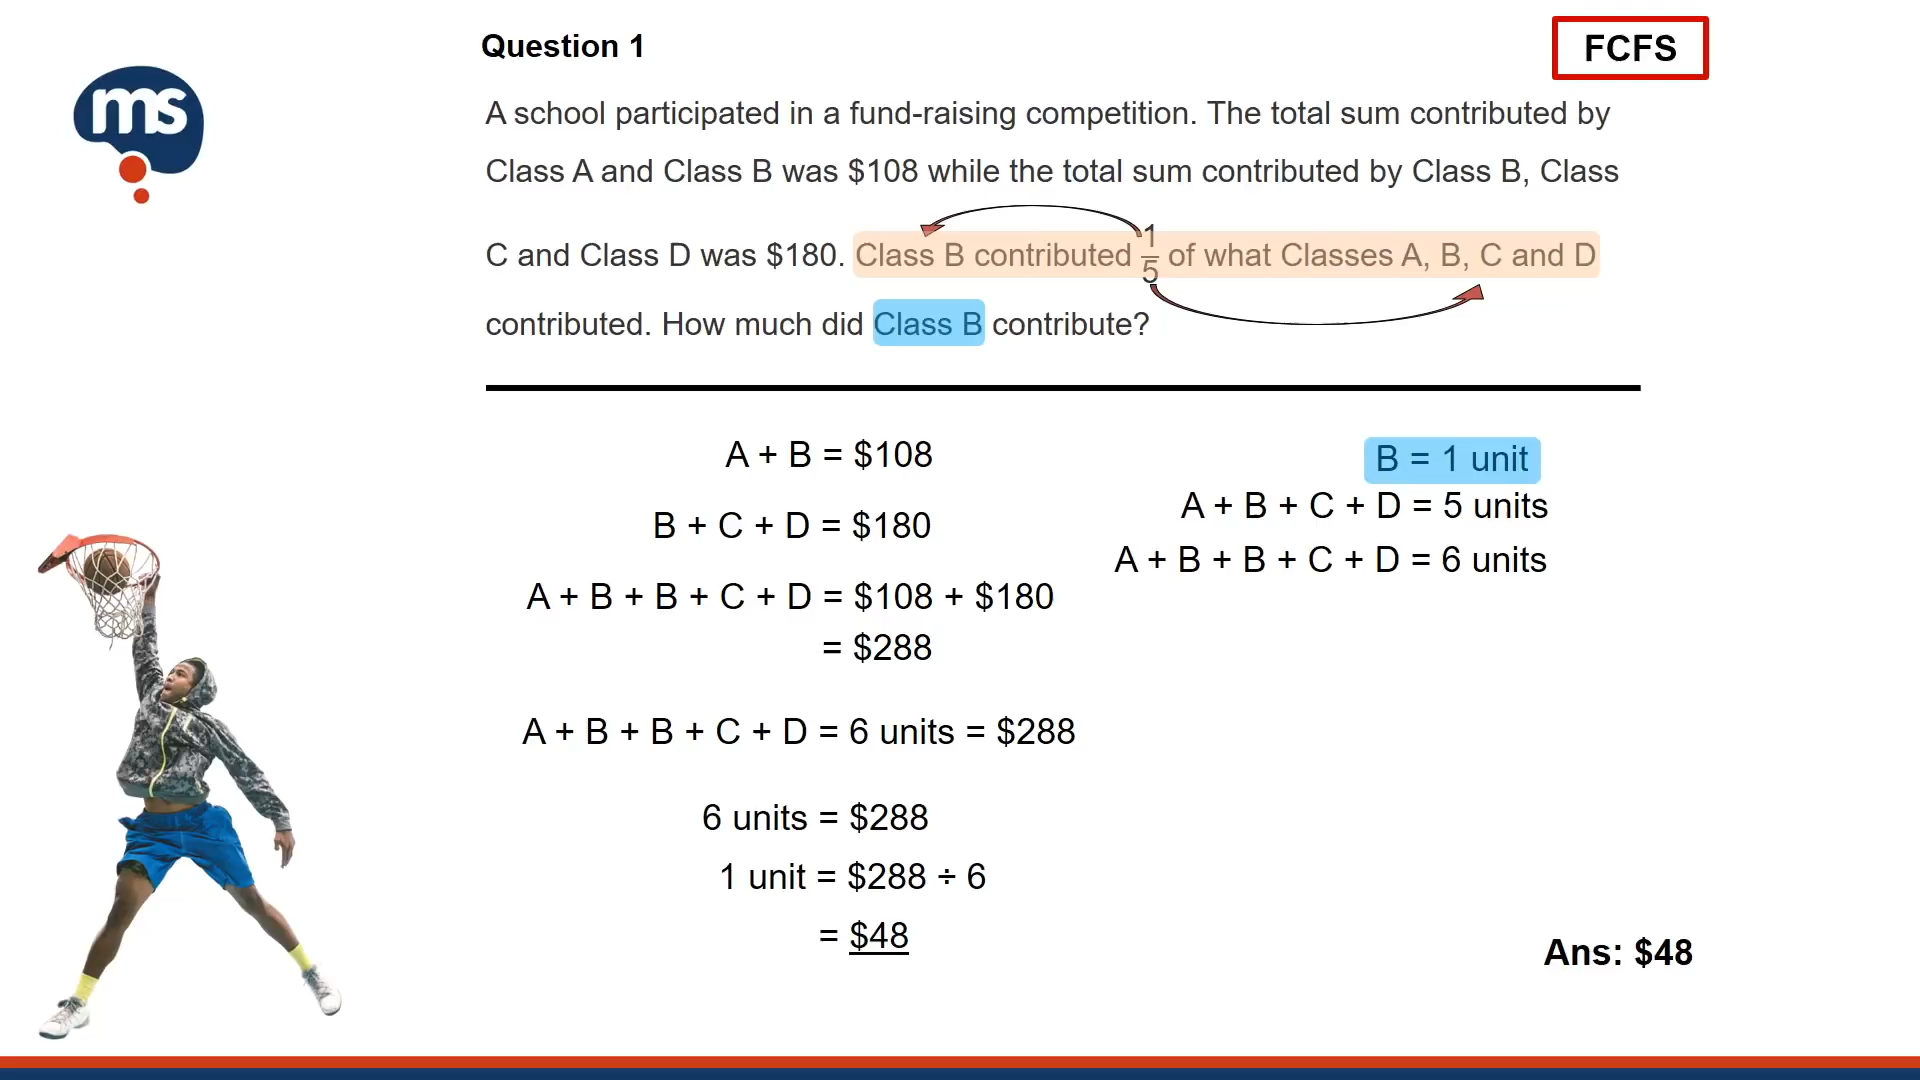 ms
Question 1
FCFS
A school participated in a fund-raising competition. The total sum contributed by
Class A and Class B was $108 while the total sum contributed by Class B, Class
C and Class D was $180. Class B contributed 1/5 of what Classes A, B, C and D
contributed. How much did Class B contribute?
A + B = $108
B + C + D = $180
A + B + B + C + D = $108 + $180
= $288
A + B + B + C + D = 6 units = $288
6 units = $288
1 unit = $288 ÷ 6
= $48
B = 1 unit
A + B + C + D = 5 units
A + B + B + C + D = 6 units
Ans: $48